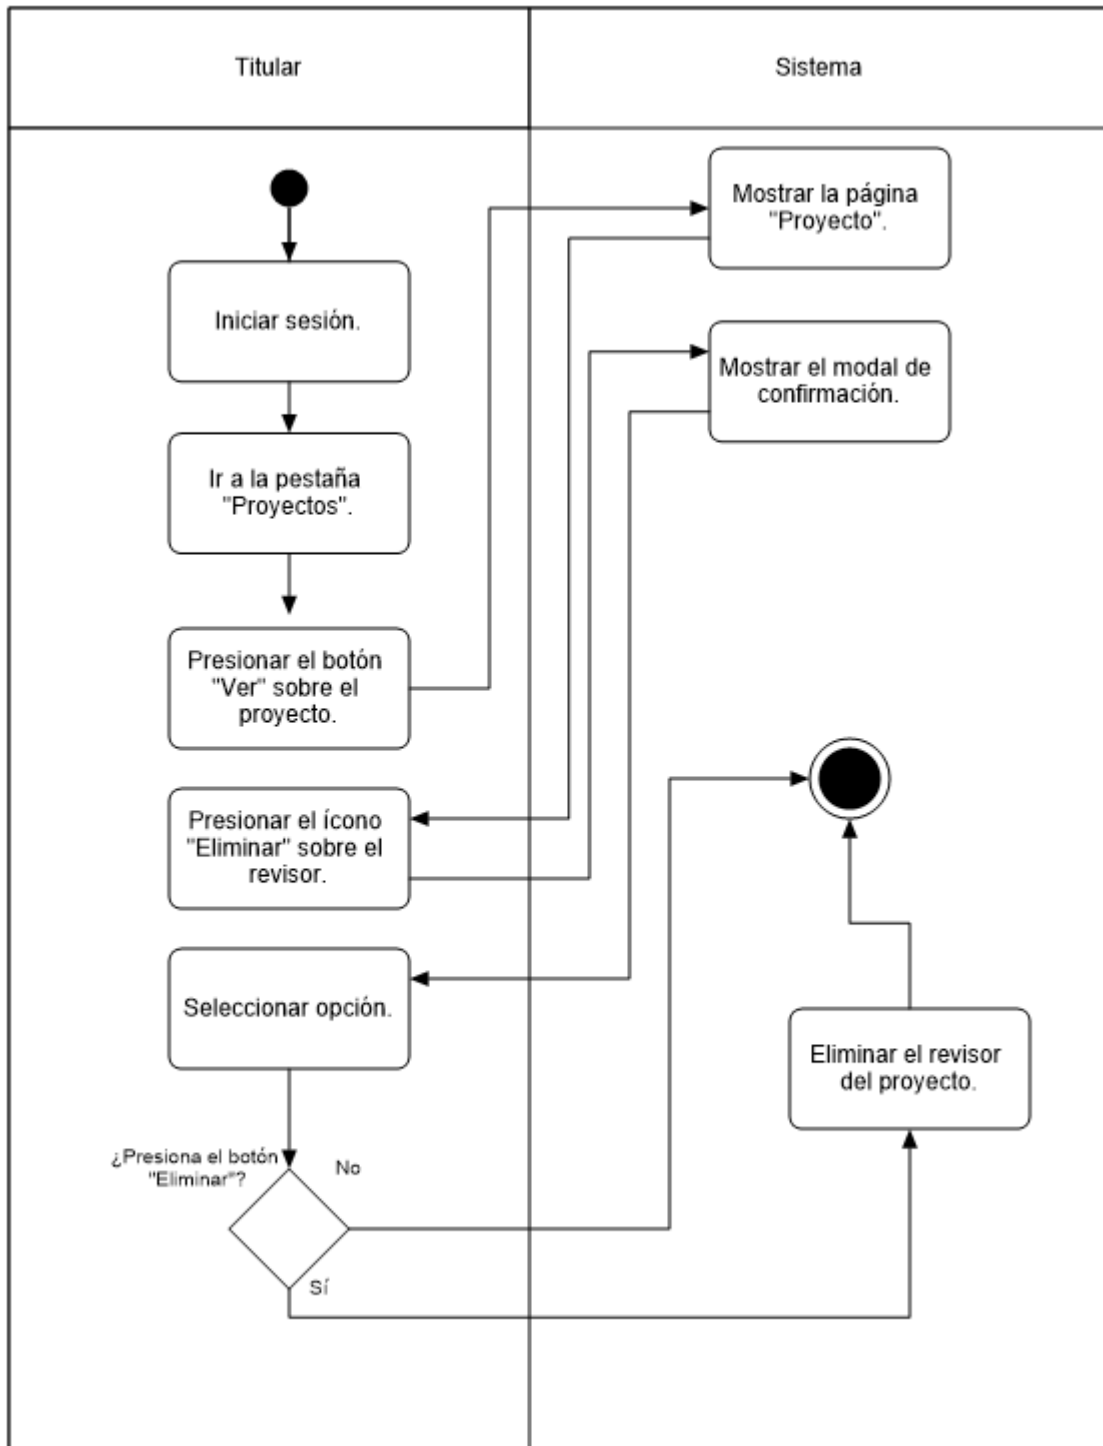 Titular
Sistema
Mostrar la página
"Proyecto".
Iniciar sesión.
Mostrar el modal de
confirmación.
Ir a la pestaña
"Proyectos".
Presionar el botón
"Ver" sobre el
proyecto.
Presionar el ícono
"Eliminar" sobre el
revisor.
Seleccionar opción.
Eliminar el revisor
del proyecto.
¿Presiona el botón
"Eliminar"?
No
Sí